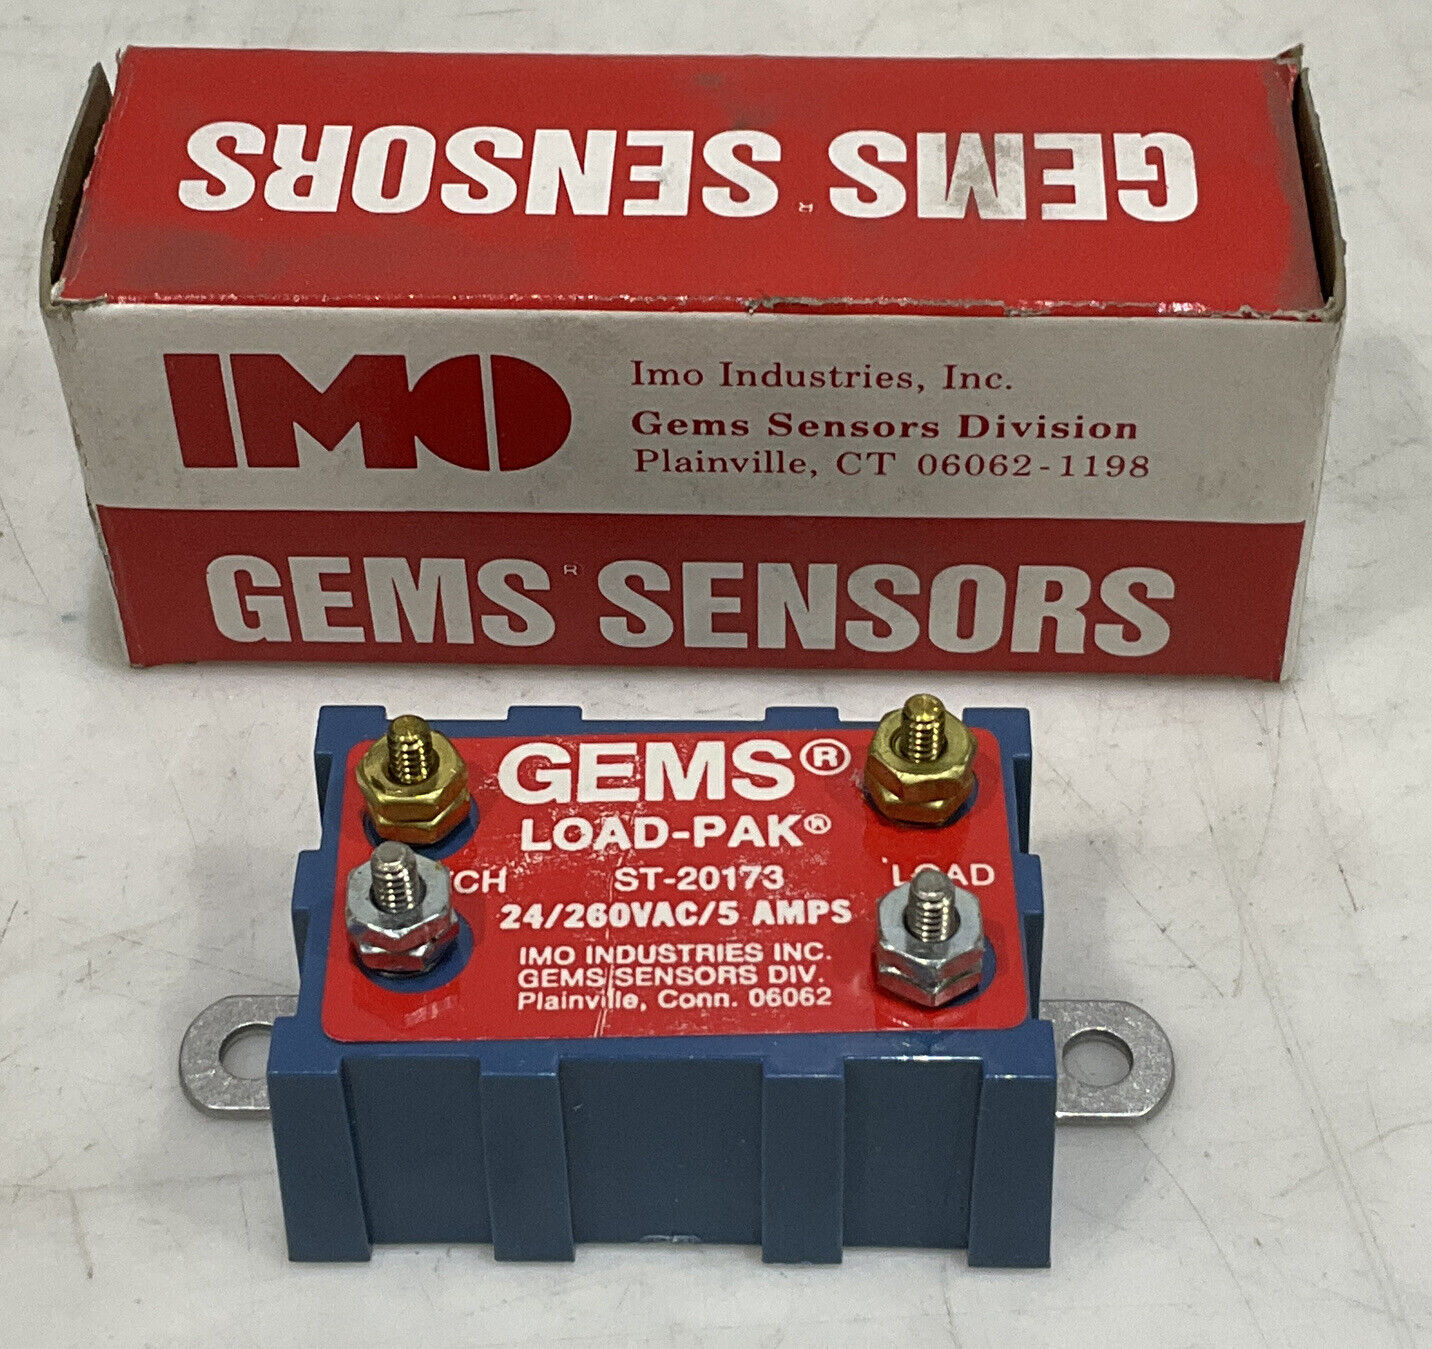 GEMS® SENSORS
IMO
Imo Industries, Inc.
Gems Sensors Division
Plainville, CT 06062-1198
GEMS® SENSORS
GEMS®
LOAD-PAK®
ST-20173
LOAD
24/260VAC/5 AMPS
IMO INDUSTRIES INC.
GEMS SENSORS DIV.
Plainville, Conn. 06062